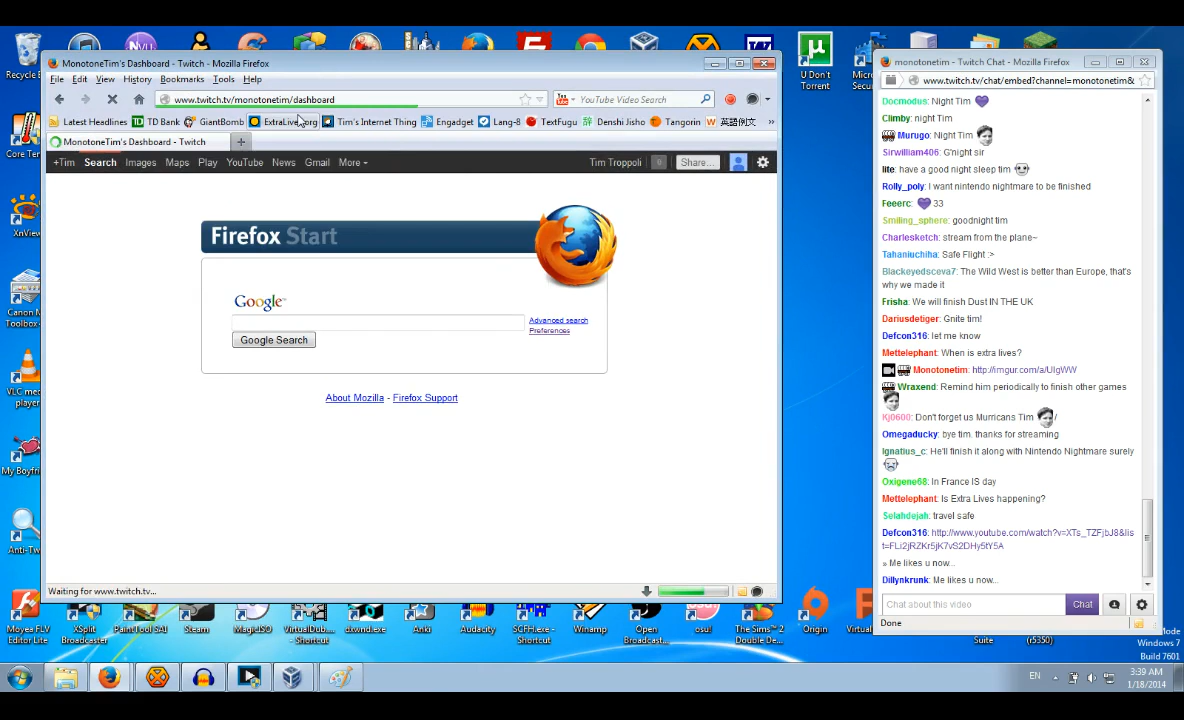 MonotoneTim's Dashboard - Twitch - Mozilla Firefox
File Edit View History Bookmarks Tools Help
www.twitch.tv/monotonetim/dashboard
YouTube Video Search
Latest Headlines TD Bank GiantBomb ExtraLive.org Tim's Internet Thing Engadget Lang-8 TextFugu Denshi Jisho Tangorin 英語例文 »
MonotoneTim's Dashboard - Twitch
+Tim Search Images Maps Play YouTube News Gmail More
Tim Troppoli 0 Share...
Firefox Start
Google
Advanced search
Preferences
Google Search
About Mozilla - Firefox Support
Waiting for www.twitch.tv...
Recycle
Core Tem
XnView
Canon M
Toolbox
VLC med
player
My Boyfri
Anti-Tw
U Don't
Torrent
Micros
Secu
Moyea FLV
Editor Lite
XSplit
Broadcaster
PaintTool SAI
Steam
MagicISO
VirtualDub...
- Shortcut
dxwnd.exe
Anki
Audacity
SCFH.exe -
Shortcut
Winamp
Open
Broadcast...
osu!
The Sims™ 2
Double De...
Origin
Virtual
Suite
(r5350)
Mode
Windows 7
Build 7601
monotonetim - Twitch Chat - Mozilla Firefox
www.twitch.tv/chat/embed?channel=monotonetim&
Docmodus: Night Tim
Climby: night Tim
Murugo: Night Tim
Sirwilliam406: G'night sir
lite: have a good night sleep tim
Rolly_poly: I want nintendo nightmare to be finished
Feeerc: 33
Smiling_sphere: goodnight tim
Charlesketch: stream from the plane~
Tahaniuchiha: Safe Flight :>
Blackeyedsceva7: The Wild West is better than Europe, that's
why we made it
Frisha: We will finish Dust IN THE UK
Dariusdetiger: Gnite tim!
Defcon316: let me know
Mettelephant: When is extra lives?
Monotonetim: http://imgur.com/a/UIgWW
Wraxend: Remind him periodically to finish other games
Kj0600: Don't forget us Murricans Tim /
Omegaducky: bye tim. thanks for streaming
Ignatius_c: He'll finish it along with Nintendo Nightmare surely
Oxigene68: In France IS day
Mettelephant: Is Extra Lives happening?
Selahdejah: travel safe
Defcon316: http://www.youtube.com/watch?v=XTs_TZFjbJ8&lis
t=FLi2jRZKr5jK7vS2DHy5tY5A
» Me likes u now...
Dillynkrunk: Me likes u now...
Chat about this video Chat
Done
EN
3:39 AM
1/18/2014